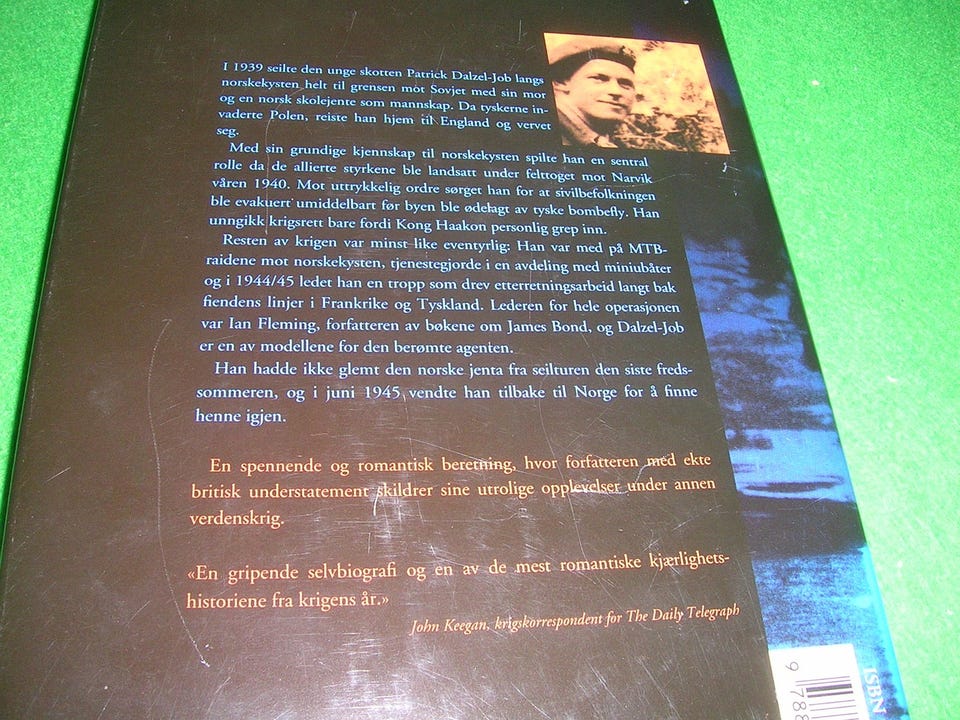 I 1939 seilte den unge skotten Patrick Dalzel-Job langs
norskekysten helt til grensen mot Sovjet med sin mor
og en norsk skolejente som mannskap. Da tyskerne in-
vaderte Polen, reiste han hjem til England og vervet
seg.
Med sin grundige kjennskap til norskekysten spilte han en sentral
rolle da de allierte styrkene ble landsatt under felttoget mot Narvik
våren 1940. Mot uttrykkelig ordre sørget han for at sivilbefolkningen
ble evakuert umiddelbart før byen ble ødelagt av tyske bombefly. Han
unngikk krigsrett bare fordi Kong Haakon personlig grep inn.
Resten av krigen var minst like eventyrlig: Han var med på MTB-
raidene mot norskekysten, tjenestegjorde i en avdeling med miniubåter
og i 1944/45 ledet han en tropp som drev etterretningsarbeid langt bak
fiendens linjer i Frankrike og Tyskland. Lederen for hele operasjonen
var Ian Fleming, forfatteren av bøkene om James Bond, og Dalzel-Job
er en av modellene for den berømte agenten.
Han hadde ikke glemt den norske jenta fra seilturen den siste freds-
sommeren, og i juni 1945 vendte han tilbake til Norge for å finne
henne igjen.
En spennende og romantisk beretning, hvor forfatteren med ekte
britisk understatement skildrer sine utrolige opplevelser under annen
verdenskrig.
«En gripende selvbiografi og en av de mest romantiske kjærlighets-
historiene fra krigens år.»
John Keegan, krigskorrespondent for The Daily Telegraph
ISBN
9 788